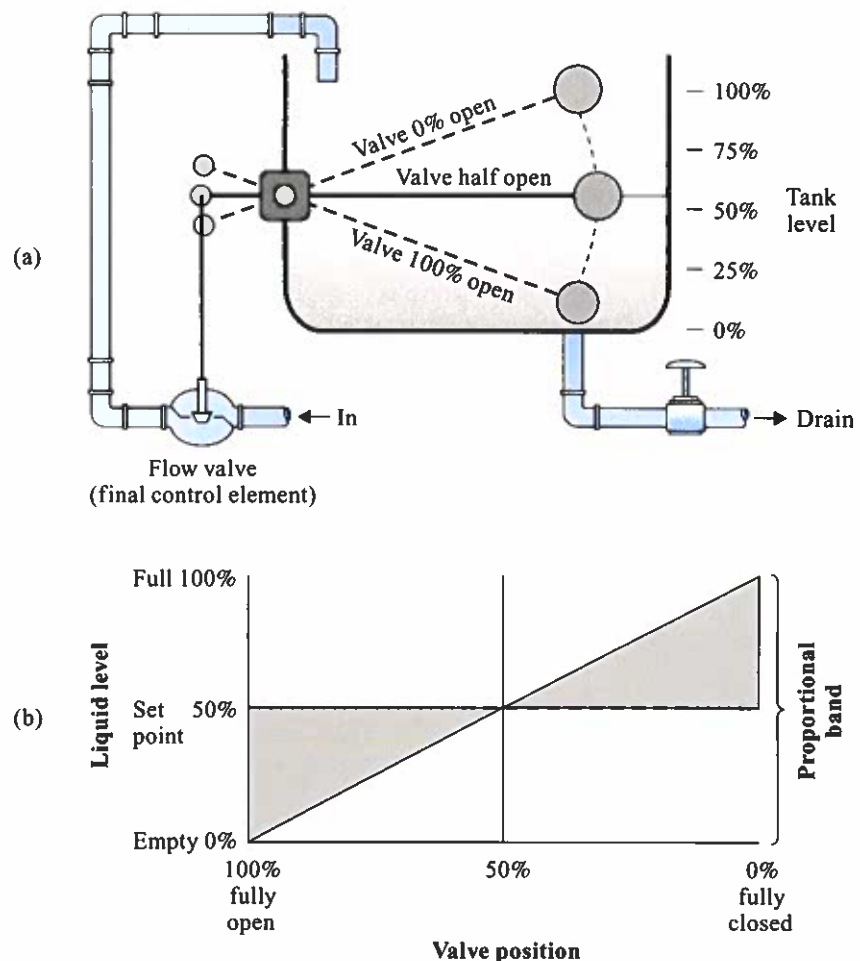 (a)
Valve 0% open
Valve half open
Valve 100% open
100%
75%
50%
25%
0%
Tank
level
In
Drain
Flow valve
(final control element)
(b)
Liquid level
Full 100%
Set
point
50%
Empty 0%
100%
fully
open
50%
0%
fully
closed
Valve position
Proportional
band